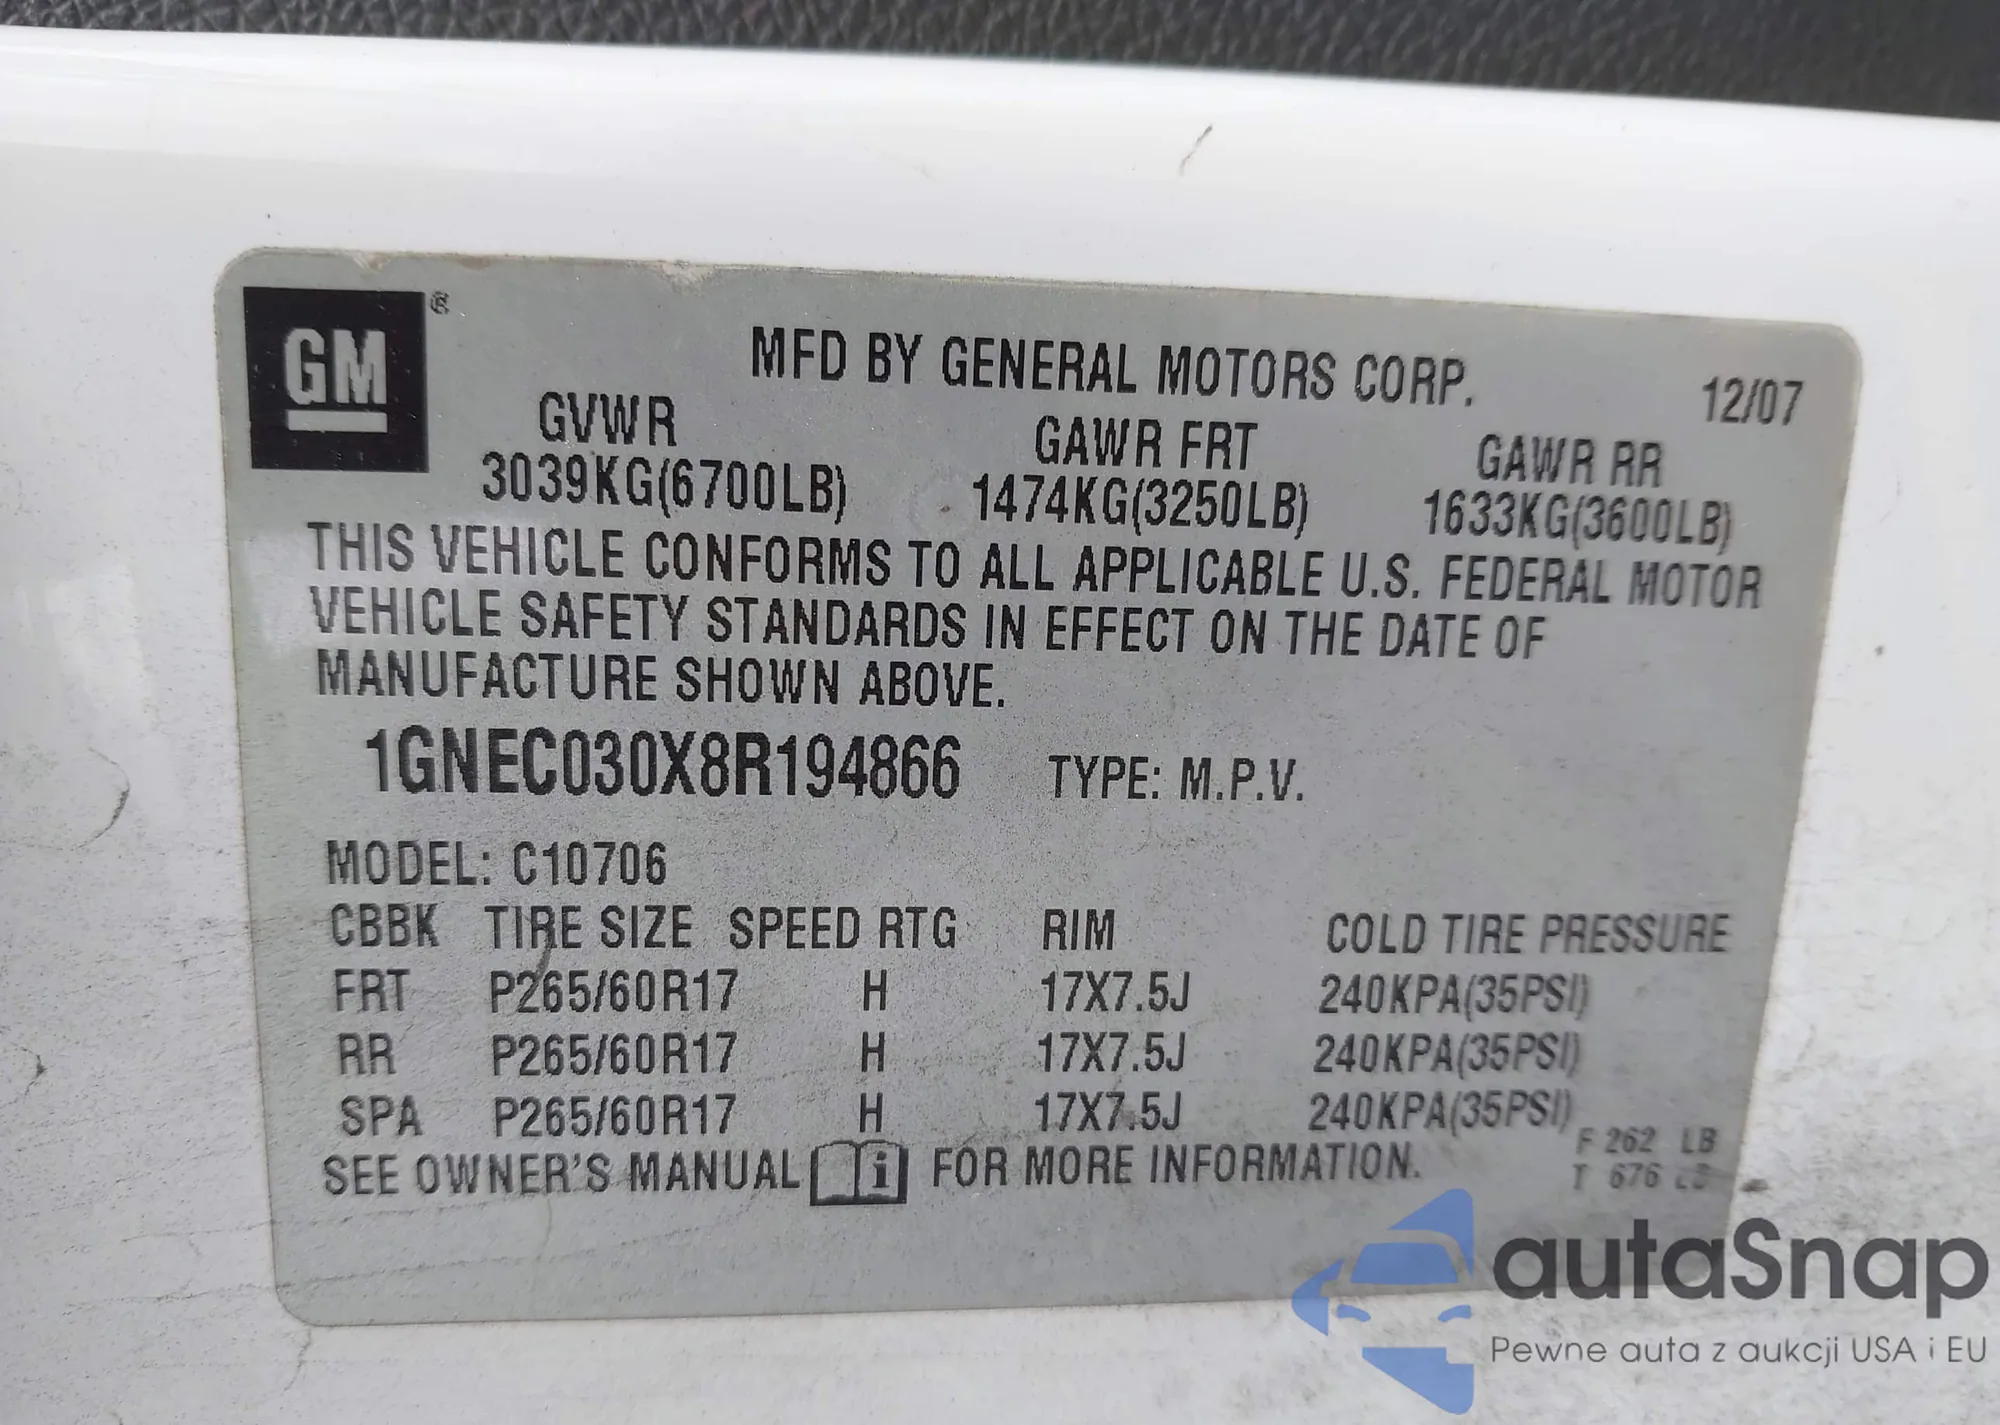 GM ®
MFD BY GENERAL MOTORS CORP. 12/07
GVWR GAWR FRT GAWR RR
3039KG(6700LB) 1474KG(3250LB) 1633KG(3600LB)
THIS VEHICLE CONFORMS TO ALL APPLICABLE U.S. FEDERAL MOTOR
VEHICLE SAFETY STANDARDS IN EFFECT ON THE DATE OF
MANUFACTURE SHOWN ABOVE.
1GNEC030X8R194866 TYPE: M.P.V.
MODEL: C10706
CBBK TIRE SIZE SPEED RTG RIM COLD TIRE PRESSURE
FRT P265/60R17 H 17X7.5J 240KPA(35PSI)
RR P265/60R17 H 17X7.5J 240KPA(35PSI)
SPA P265/60R17 H 17X7.5J 240KPA(35PSI)
SEE OWNER'S MANUAL i FOR MORE INFORMATION.
F 262 LB
T 676 LB
autaSnap
Pewne auta z aukcji USA i EU